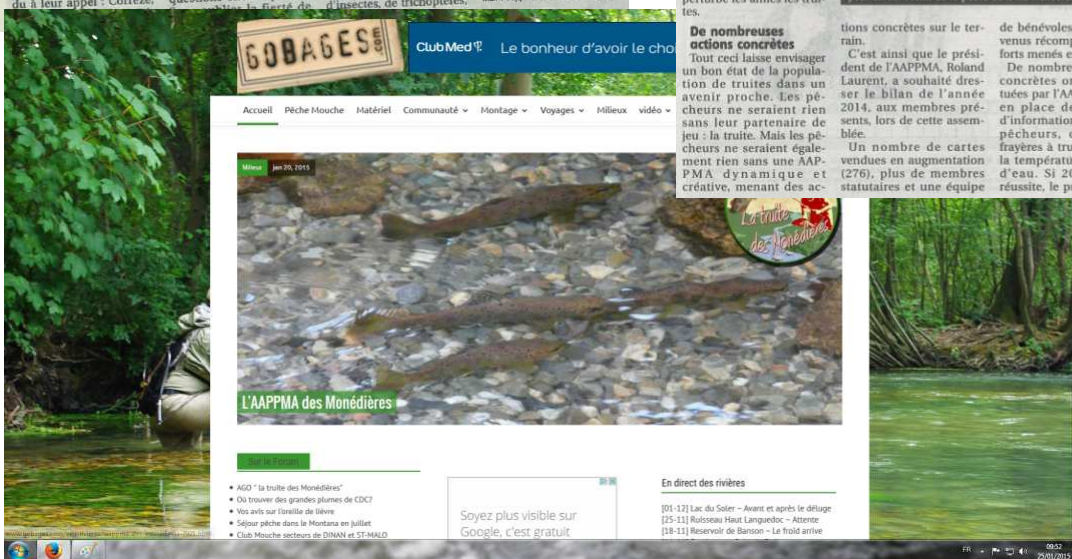 du à leur appel : Corrèze,
d'insectes, de trichoptères,
tes.
De nombreuses
actions concrètes
Tout ceci laisse envisager
un bon état de la popula-
tion de truites dans un
avenir proche. Les pê-
cheurs ne seraient rien
sans leur partenaire de
jeu : la truite. Mais les pê-
cheurs ne seraient égale-
ment rien sans une AAP-
PMA dynamique et
créative, menant des ac-
tions concrètes sur le ter-
rain.
C'est ainsi que le prési-
dent de l'AAPPMA, Roland
Laurent, a souhaité dres-
ser le bilan de l'année
2014, aux membres pré-
sents, lors de cette assem-
blée.
Un nombre de cartes
vendues en augmentation
(276), plus de membres
statutaires et une équipe
de bénévoles
venus récomp
forts menés e
De nombre
concrètes on
tuées par l'AA
en place de
d'information
pêcheurs, c
frayères à tru
la températu
d'eau. Si 20
réussite, le pr
GOBAGES.com
Club Med Le bonheur d'avoir le choi
Accueil Pêche Mouche Matériel Communauté Montage Voyages Milieux vidéo
Milieux jan 20, 2015
La truite
des Monédières
L'AAPPMA des Monédières
Sur le Forum
AGO " la truite des Monédières"
Où trouver des grandes plumes de CDC?
Vos avis sur l'oreille de lièvre
Séjour pêche dans le Montana en juillet
Club Mouche secteurs de DINAN et ST-MALO
Soyez plus visible sur
Google, c'est gratuit
En direct des rivières
[01-12] Lac du Soler – Avant et après le déluge
[25-11] Ruisseau Haut Languedoc – Attente
[18-11] Reservoir de Banson – Le froid arrive
FR
09:52
25/01/2015